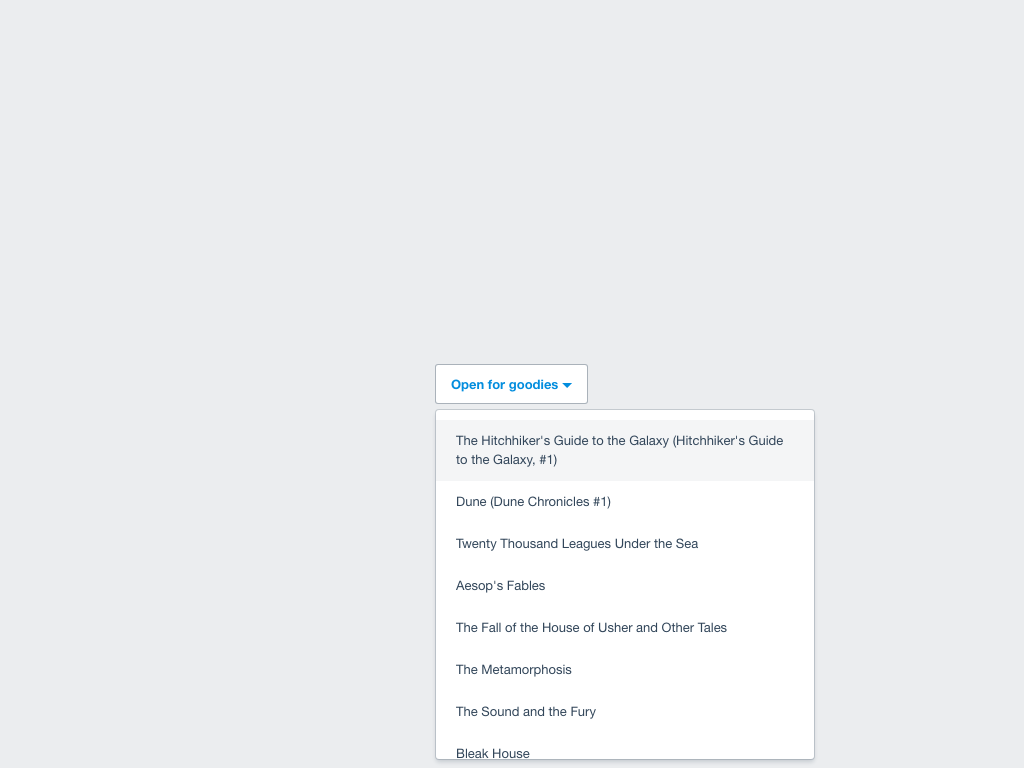 Open for goodies
The Hitchhiker's Guide to the Galaxy (Hitchhiker's Guide
to the Galaxy, #1)
Dune (Dune Chronicles #1)
Twenty Thousand Leagues Under the Sea
Aesop's Fables
The Fall of the House of Usher and Other Tales
The Metamorphosis
The Sound and the Fury
Bleak House